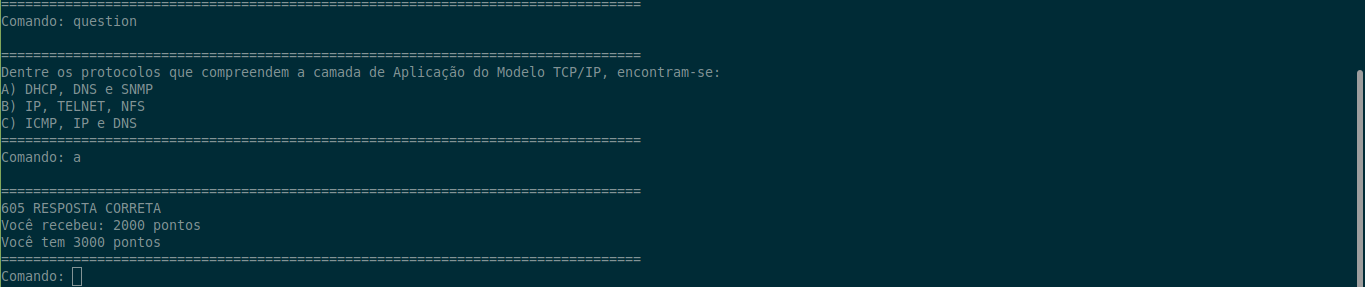 ================================================================================
Comando: question
================================================================================
Dentre os protocolos que compreendem a camada de Aplicação do Modelo TCP/IP, encontram-se:
A) DHCP, DNS e SNMP
B) IP, TELNET, NFS
C) ICMP, IP e DNS
================================================================================
Comando: a
================================================================================
605 RESPOSTA CORRETA
Você recebeu: 2000 pontos
Você tem 3000 pontos
================================================================================
Comando: